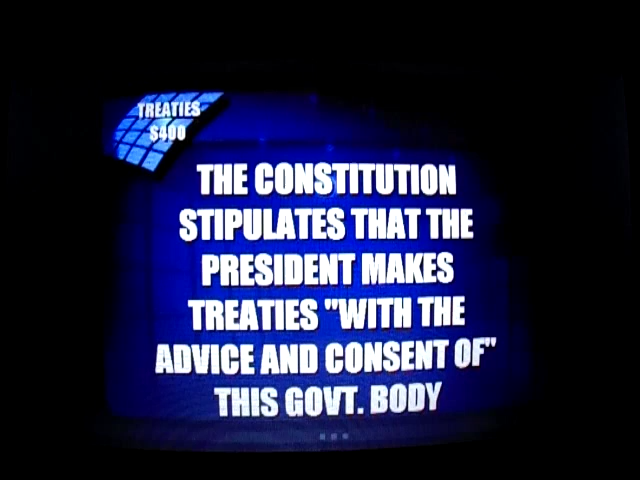 TREATIES
$400
THE CONSTITUTION
STIPULATES THAT THE
PRESIDENT MAKES
TREATIES "WITH THE
ADVICE AND CONSENT OF"
THIS GOVT. BODY